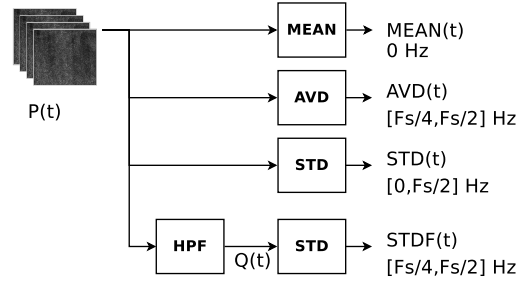 MEAN
MEAN(t)
0 Hz
P(t)
AVD
AVD(t)
[Fs/4,Fs/2] Hz
STD
STD(t)
[0,Fs/2] Hz
HPF
Q(t)
STD
STDF(t)
[Fs/4,Fs/2] Hz